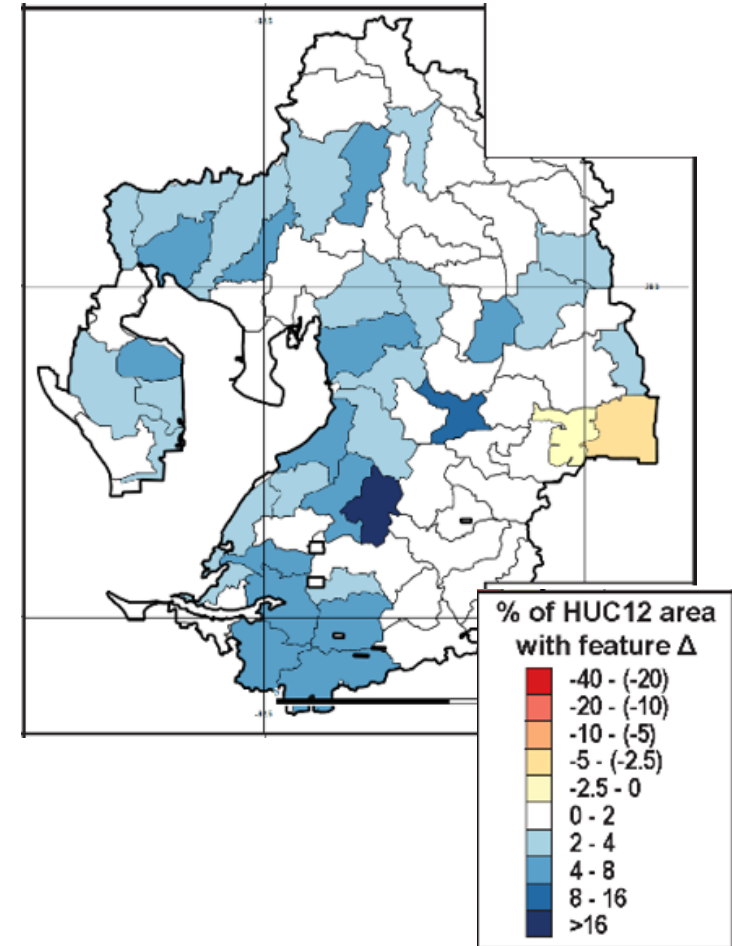 % of HUC12 area
with feature Δ
-40 - (-20)
-20 - (-10)
-10 - (-5)
-5 - (-2.5)
-2.5 - 0
0 - 2
2 - 4
4 - 8
8 - 16
>16